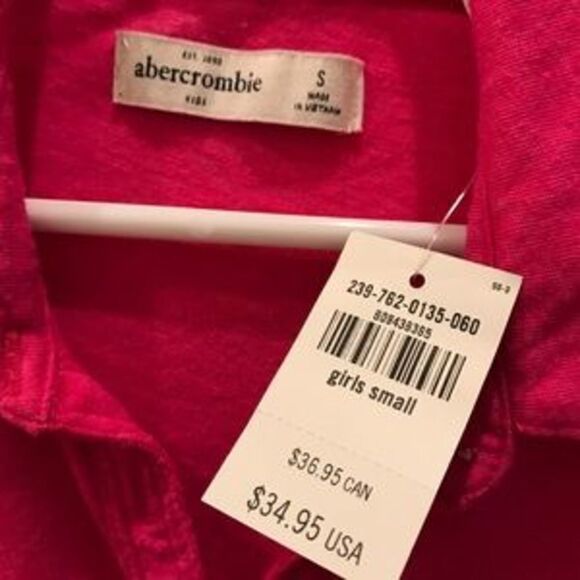 EST. 1892
abercrombie
KIDS
S
MADE
IN VIETNAM
239-762-0135-060
809438365
girls small
$36.95 CAN
$34.95 USA